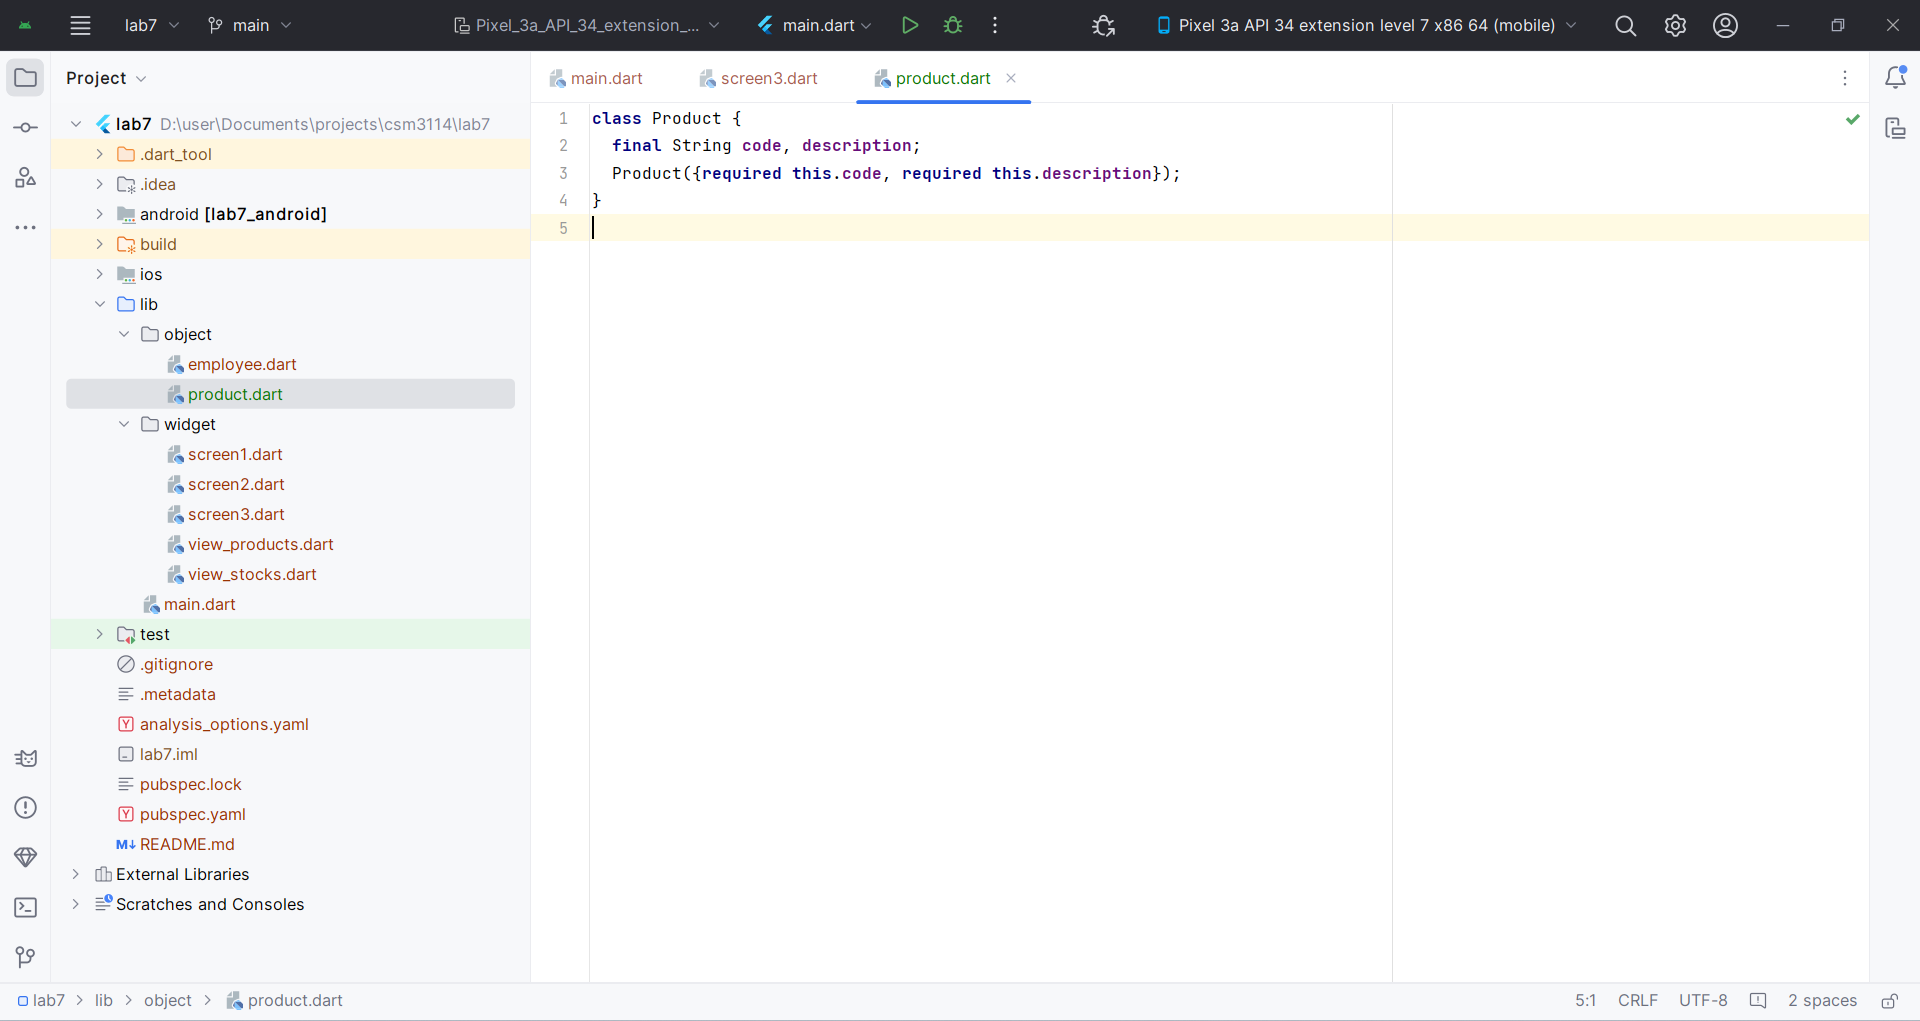 lab7
main
Pixel_3a_API_34_extension_...
main.dart
Pixel 3a API 34 extension level 7 x86 64 (mobile)
Project
main.dart
screen3.dart
product.dart
lab7 D:\user\Documents\projects\csm3114\lab7
.dart_tool
.idea
android [lab7_android]
build
ios
lib
object
employee.dart
product.dart
widget
screen1.dart
screen2.dart
screen3.dart
view_products.dart
view_stocks.dart
main.dart
test
.gitignore
.metadata
Y analysis_options.yaml
lab7.iml
pubspec.lock
Y pubspec.yaml
M↓ README.md
External Libraries
Scratches and Consoles
1 class Product {
2   final String code, description;
3   Product({required this.code, required this.description});
4 }
5
lab7 > lib > object > product.dart
5:1 CRLF UTF-8 2 spaces